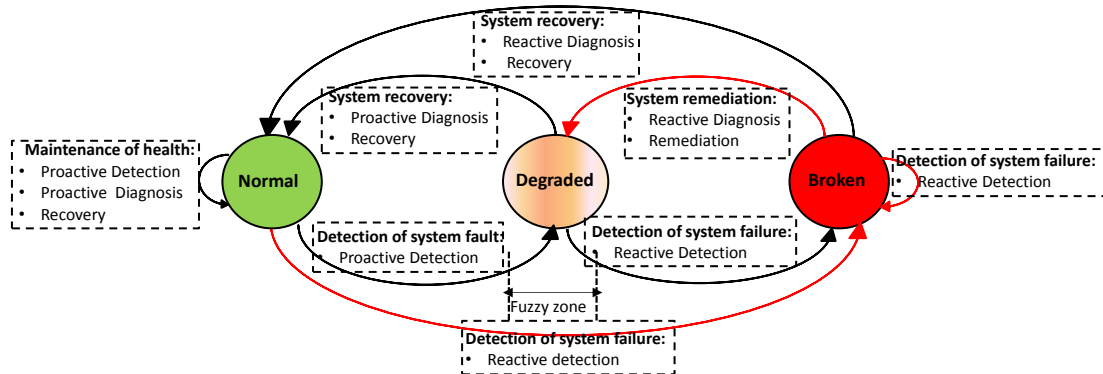 System recovery:
• Reactive Diagnosis
• Recovery
System recovery:
• Proactive Diagnosis
• Recovery
System remediation:
• Reactive Diagnosis
• Remediation
Maintenance of health:
• Proactive Detection
• Proactive Diagnosis
• Recovery
Normal
Degraded
Broken
Detection of system failure:
• Reactive Detection
Detection of system fault:
• Proactive Detection
Detection of system failure:
• Reactive Detection
Fuzzy zone
Detection of system failure:
• Reactive detection